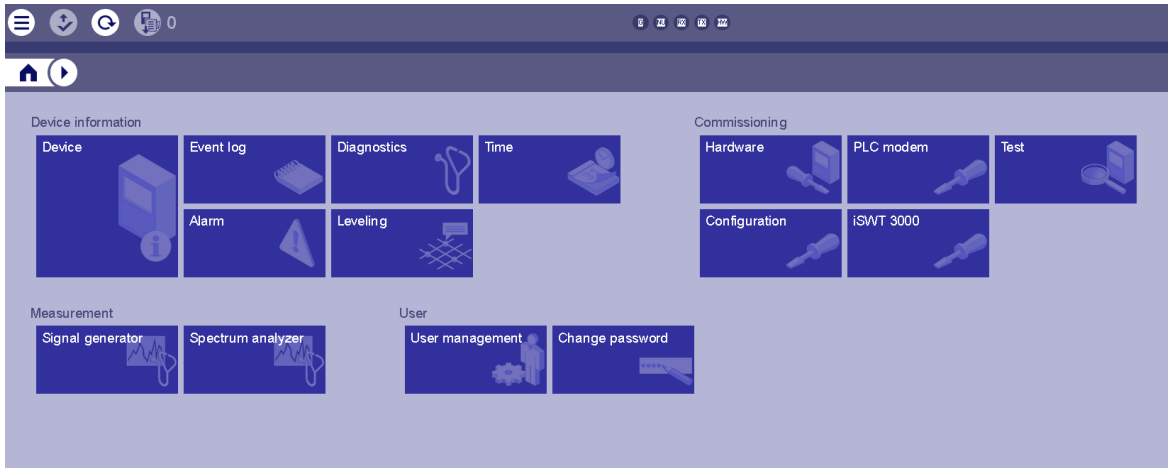 0
Device information
Commissioning
Device
Event log
Diagnostics
Time
Hardware
PLC modem
Test
Alarm
Leveling
Configuration
iSWT 3000
Measurement
User
Signal generator
Spectrum analyzer
User management
Change password